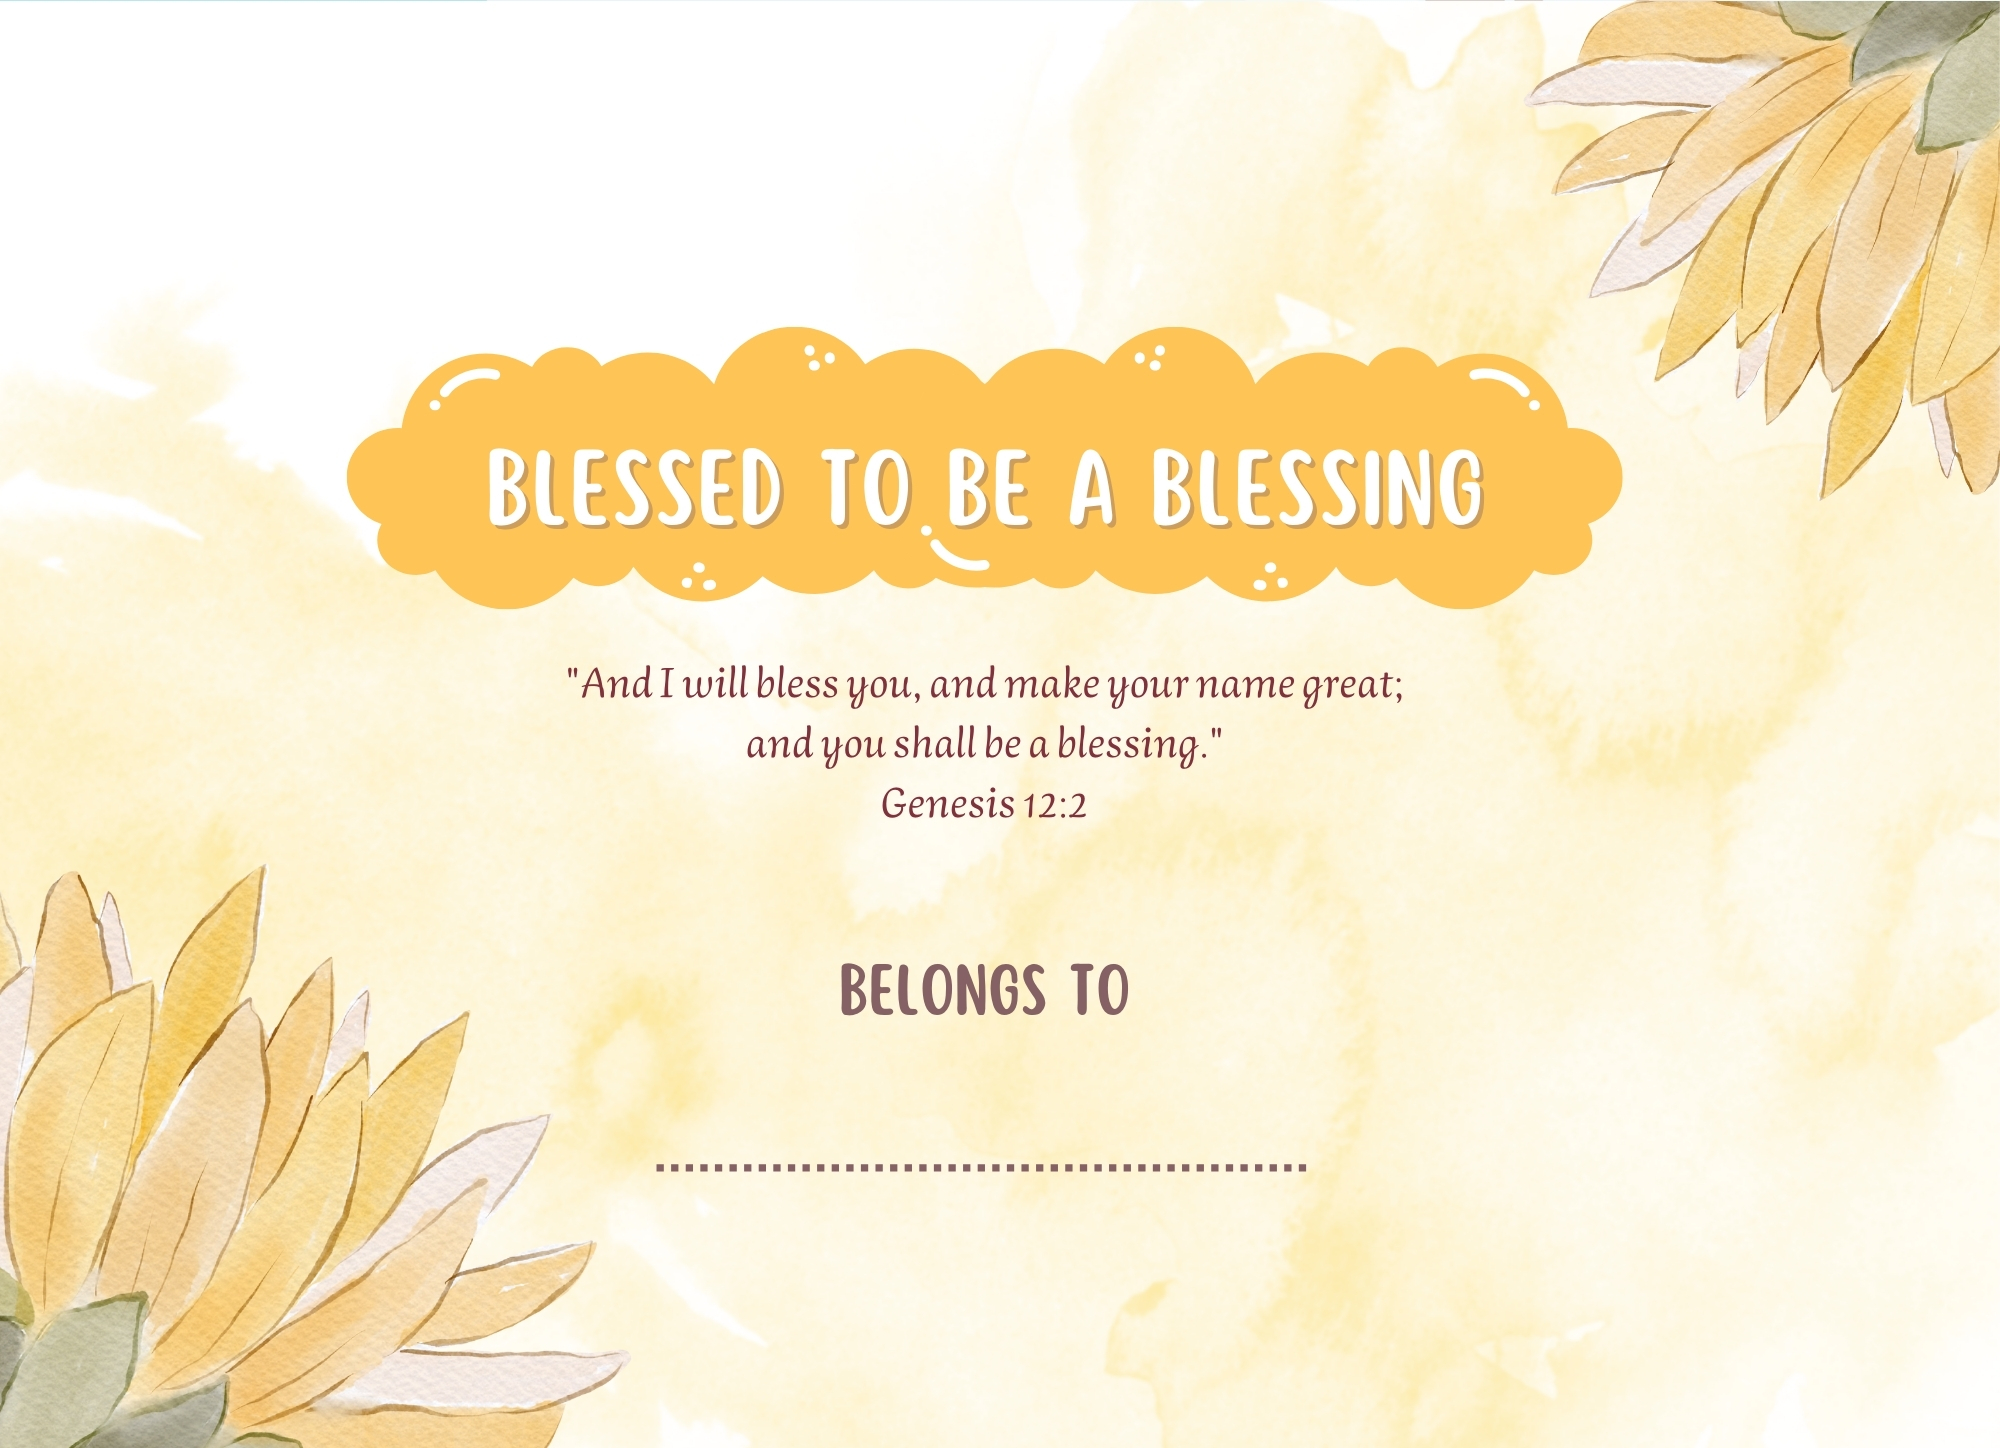 BLESSED TO BE A BLESSING
"And I will bless you, and make your name great;
and you shall be a blessing."
Genesis 12:2
BELONGS TO